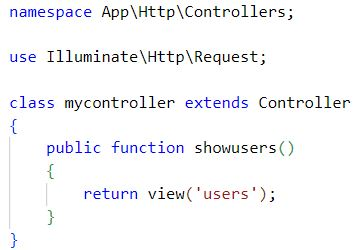 namespace App\Http\Controllers;
use Illuminate\Http\Request;
class mycontroller extends Controller
{
public function showusers()
{
return view('users');
}
}